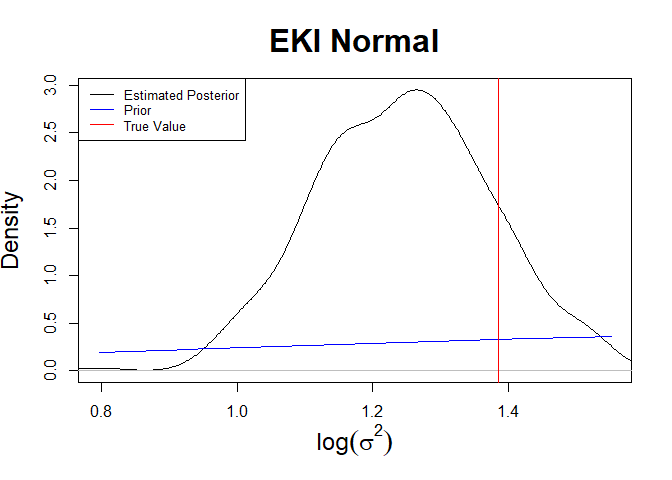 EKI Normal
Estimated Posterior
Prior
True Value
Density
3.0
2.5
2.0
1.5
1.0
0.5
0.0
0.8 1.0 1.2 1.4
log(σ²)